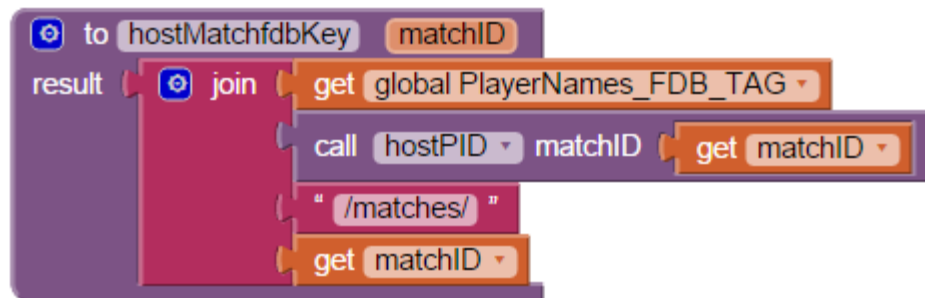 to hostMatchfdbKey matchID
result join get global PlayerNames_FDB_TAG
call hostPID matchID get matchID
" /matches/ "
get matchID